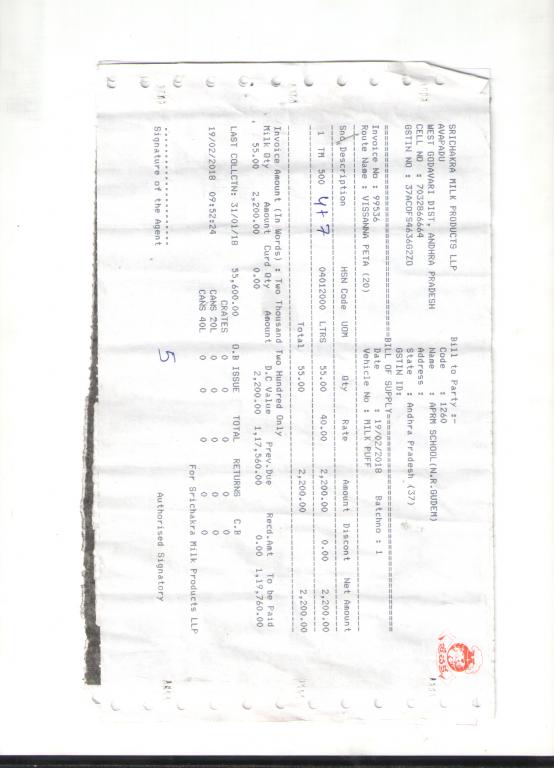 SRICHAKRA MILK PRODUCTS LLP
AVAPADU
WEST GODAVARI DIST, ANDHRA PRADESH
CELL NO : 7032866664
GSTIN NO : 37ACOFS4636G2Z0
Bill to Party :-
Code : 1260
Name : APRM SCHOOL(N.R.GUDEM)
Address :
State : Andhra Pradesh (37)
GSTIN ID:
BILL OF SUPPLY
Invoice No : 99536 Date : 19/02/2018 Batchno : 1
Route Name : VISSANNA PETA (20) Vehicle No : MILK PUFF
Sno Description HSN Code UOM Qty Rate Amount Discont Net Amount
1 TM 500 4+7 04012000 LTRS 55.00 40.00 2,200.00 0.00 2,200.00
Total 55.00 2,200.00 2,200.00
Invoice Amount (In Words) : Two Thousand Two Hundred Only
Milk Qty Amount Curd Qty Amount D.C Value Prev.Due Recd.Amt To be Paid
55.00 2,200.00 0.00 2,200.00 1,17,560.00 0.00 1,19,760.00
LAST COLLCTN: 31/01/18 55,600.00 O.B ISSUE TOTAL RETURNS C.B
CRATES 0 0 0 0
19/02/2018 09:52:24 CANS 20L 0 0 0 0
CANS 40L 0 0 0 0
For Srichakra Milk Products LLP
5
Signature of the Agent Authorised Signatory